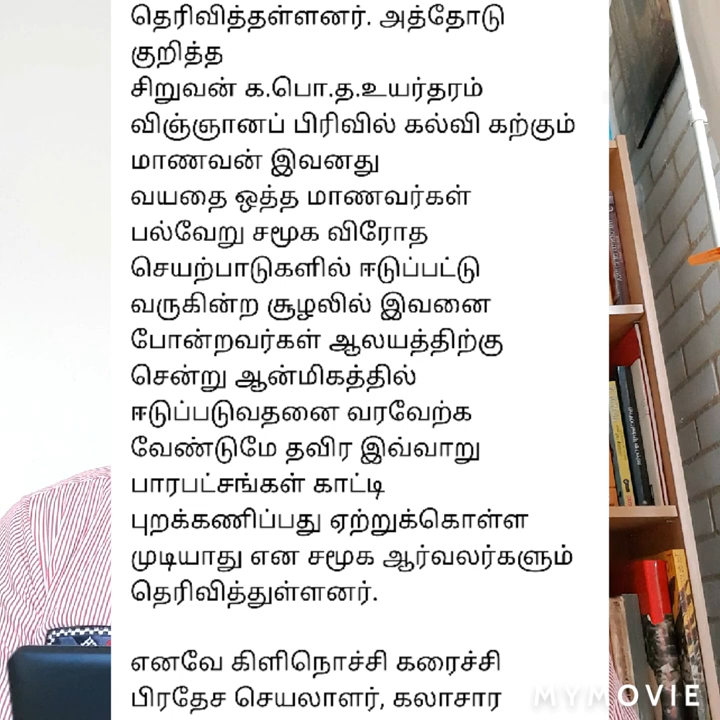 தெரிவித்தள்ளனர். அத்தோடு
குறித்த
சிறுவன் க.பொ.த.உயர்தரம்
விஞ்ஞானப் பிரிவில் கல்வி கற்கும்
மாணவன் இவனது
வயதை ஒத்த மாணவர்கள்
பல்வேறு சமூக விரோத
செயற்பாடுகளில் ஈடுப்பட்டு
வருகின்ற சூழலில் இவனை
போன்றவர்கள் ஆலயத்திற்கு
சென்று ஆன்மிகத்தில்
ஈடுப்படுவதனை வரவேற்க
வேண்டுமே தவிர இவ்வாறு
பாரபட்சங்கள் காட்டி
புறக்கணிப்பது ஏற்றுக்கொள்ள
முடியாது என சமூக ஆர்வலர்களும்
தெரிவித்துள்ளனர்.
எனவே கிளிநொச்சி கரைச்சி
பிரதேச செயலாளர், கலாசார
MYMOVIE